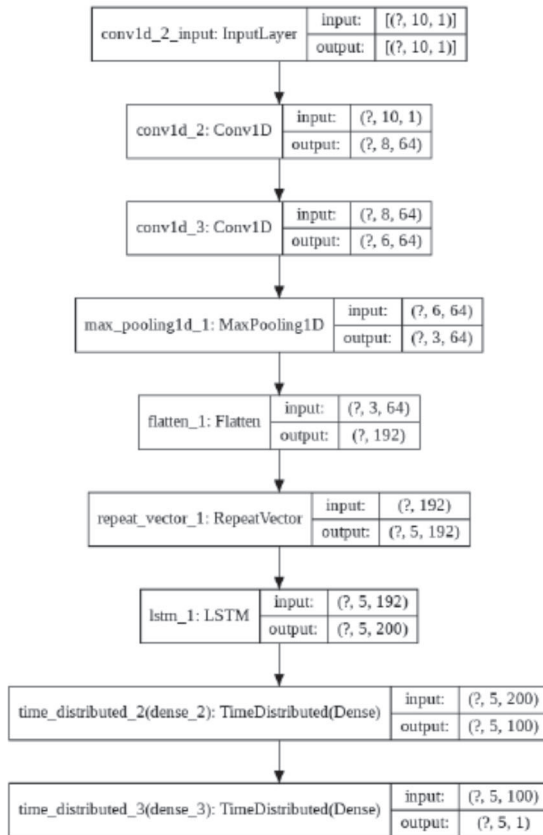 conv1d_2_input: InputLayer
input: [(?, 10, 1)]
output: [(?, 10, 1)]
conv1d_2: Conv1D
input: (?, 10, 1)
output: (?, 8, 64)
conv1d_3: Conv1D
input: (?, 8, 64)
output: (?, 6, 64)
max_pooling1d_1: MaxPooling1D
input: (?, 6, 64)
output: (?, 3, 64)
flatten_1: Flatten
input: (?, 3, 64)
output: (?, 192)
repeat_vector_1: RepeatVector
input: (?, 192)
output: (?, 5, 192)
lstm_1: LSTM
input: (?, 5, 192)
output: (?, 5, 200)
time_distributed_2(dense_2): TimeDistributed(Dense)
input: (?, 5, 200)
output: (?, 5, 100)
time_distributed_3(dense_3): TimeDistributed(Dense)
input: (?, 5, 100)
output: (?, 5, 1)